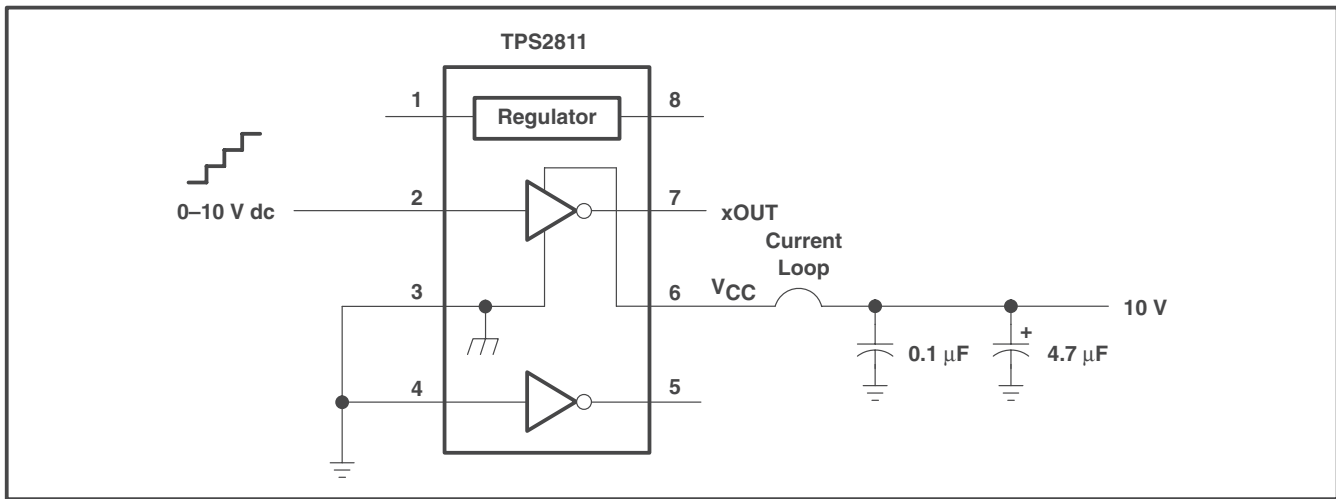 TPS2811
1
Regulator
8
2
7
0–10 V dc
xOUT
Current
Loop
3
6
VCC
10 V
+
0.1 μF
4.7 μF
4
5